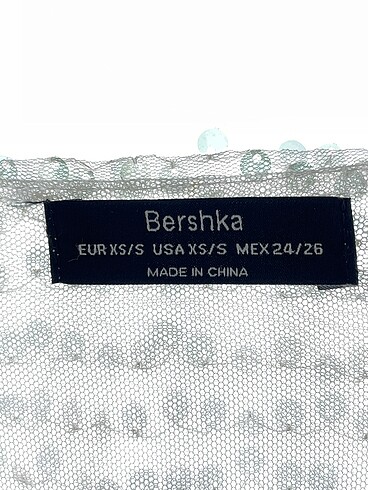 Bershka
EUR XS/S USA XS/S MEX 24/26
MADE IN CHINA